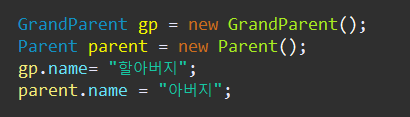 GrandParent gp = new GrandParent();
Parent parent = new Parent();
gp.name= "할아버지";
parent.name = "아버지";